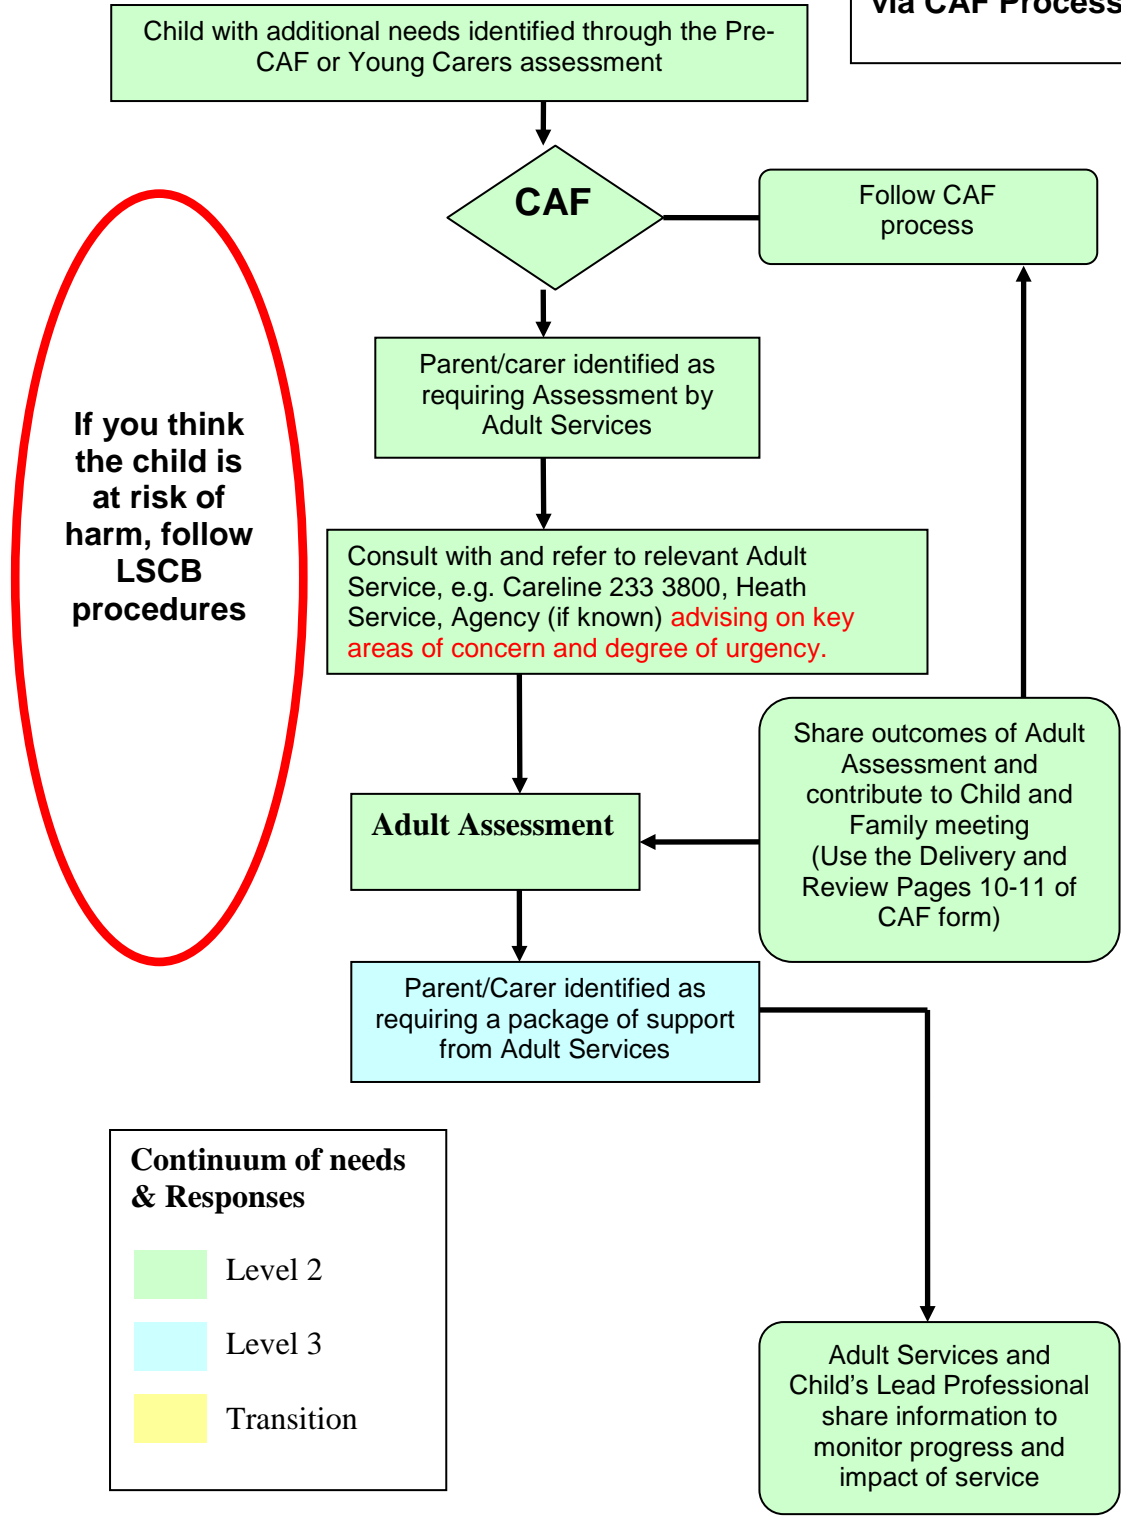 via CAF Process
Child with additional needs identified through the Pre-
CAF or Young Carers assessment
CAF
Follow CAF
process
Parent/carer identified as
requiring Assessment by
Adult Services
If you think
the child is
at risk of
harm, follow
LSCB
procedures
Consult with and refer to relevant Adult
Service, e.g. Careline 233 3800, Heath
Service, Agency (if known) advising on key
areas of concern and degree of urgency.
Share outcomes of Adult
Assessment and
contribute to Child and
Family meeting
(Use the Delivery and
Review Pages 10-11 of
CAF form)
Adult Assessment
Parent/Carer identified as
requiring a package of support
from Adult Services
Continuum of needs
& Responses
Level 2
Level 3
Transition
Adult Services and
Child's Lead Professional
share information to
monitor progress and
impact of service